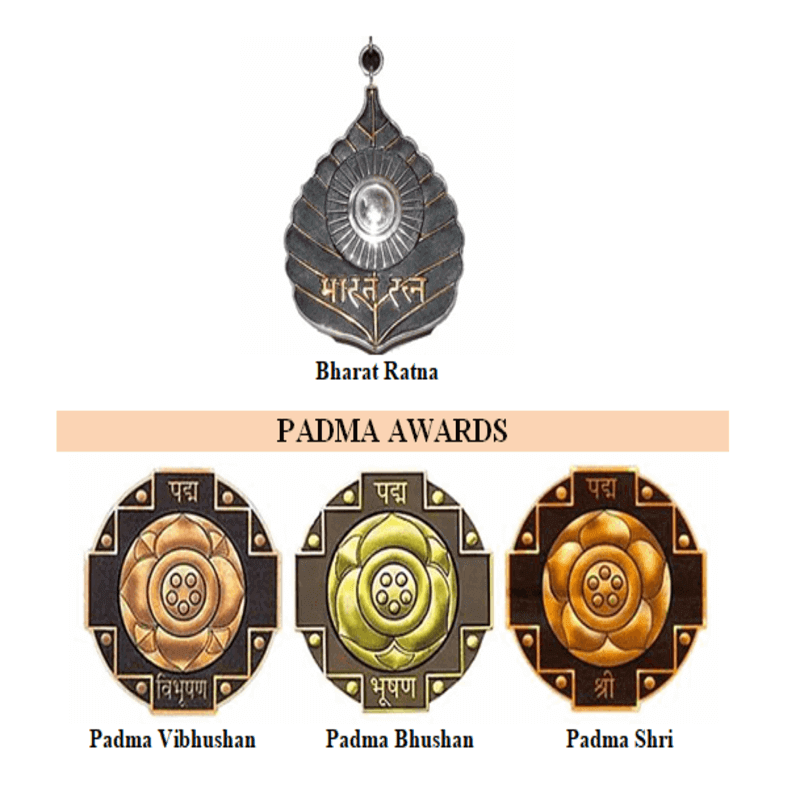 भारत रत्न
Bharat Ratna
PADMA AWARDS
पद्म
पद्म
पद्म
विभूषण
भूषण
श्री
Padma Vibhushan
Padma Bhushan
Padma Shri